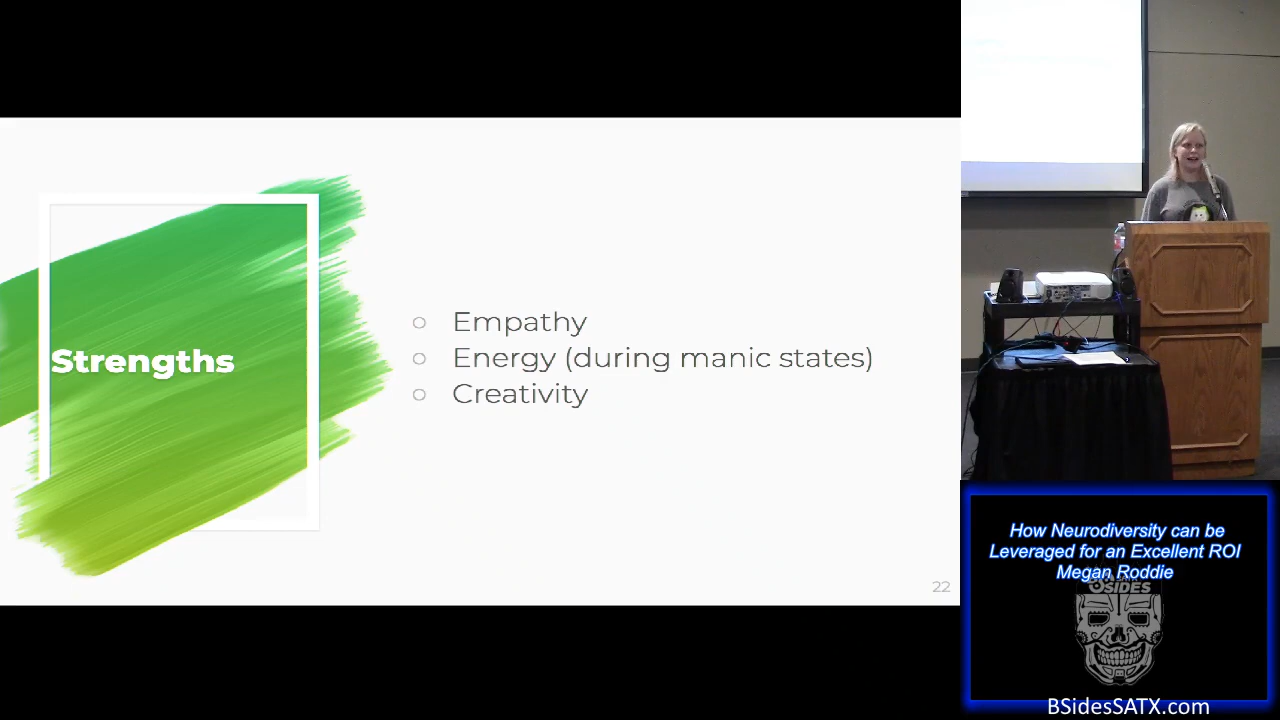 Strengths
Empathy
Energy (during manic states)
Creativity
22
How Neurodiversity can be
Leveraged for an Excellent ROI
Megan Roddie
BSIDES
BSidesSATX.com